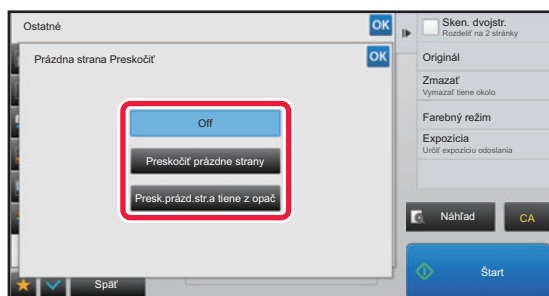 Ostatné
OK
Prázdna strana Preskočiť
OK
Off
Preskočiť prázdne strany
Presk.prázd.str.a tiene z opač
Späť
Sken. dvojstr.
Rozdeliť na 2 stránky
Originál
Zmazať
Vymazať tiene okolo
Farebný režim
Expozícia
Určiť expozíciu odoslania
Náhľad
CA
Štart